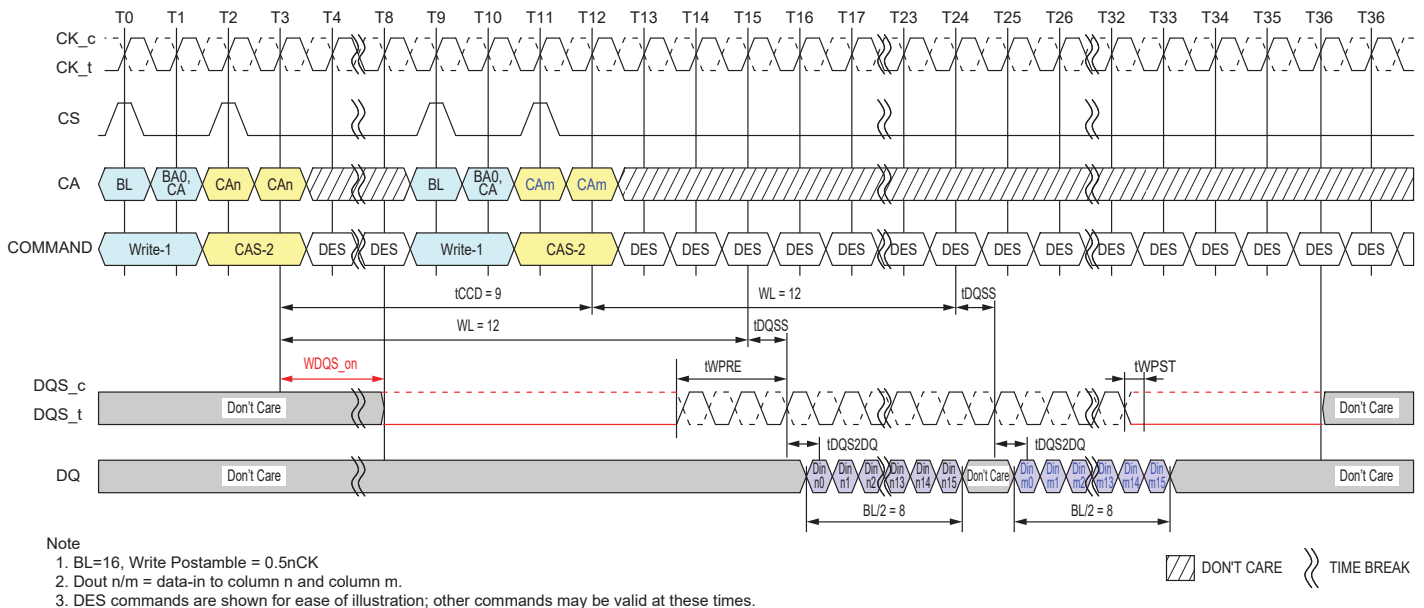 T0 T1 T2 T3 T4 T8 T9 T10 T11 T12 T13 T14 T15 T16 T17 T23 T24 T25 T26 T32 T33 T34 T35 T36 T36
CK_c
CK_t
CS
CA BL BA0, CA CAn CAn BL BA0, CA CAm CAm
COMMAND Write-1 CAS-2 DES DES Write-1 CAS-2 DES DES DES DES DES DES DES DES DES DES DES DES DES DES DES
tCCD = 9 WL = 12 tDQSS
WL = 12 tDQSS
WDQS_on tWPRE tWPST
DQS_c
DQS_t Don't Care Don't Care
tDQS2DQ tDQS2DQ
DQ Don't Care Din n0 Din n1 Din n2 Din n13 Din n14 Din n15 Don't Care Din m0 Din m1 Din m2 Din m13 Din m14 Din m15 Don't Care
BL/2 = 8 BL/2 = 8
Note
1. BL=16, Write Postamble = 0.5nCK
2. Dout n/m = data-in to column n and column m.
3. DES commands are shown for ease of illustration; other commands may be valid at these times.
DON'T CARE TIME BREAK